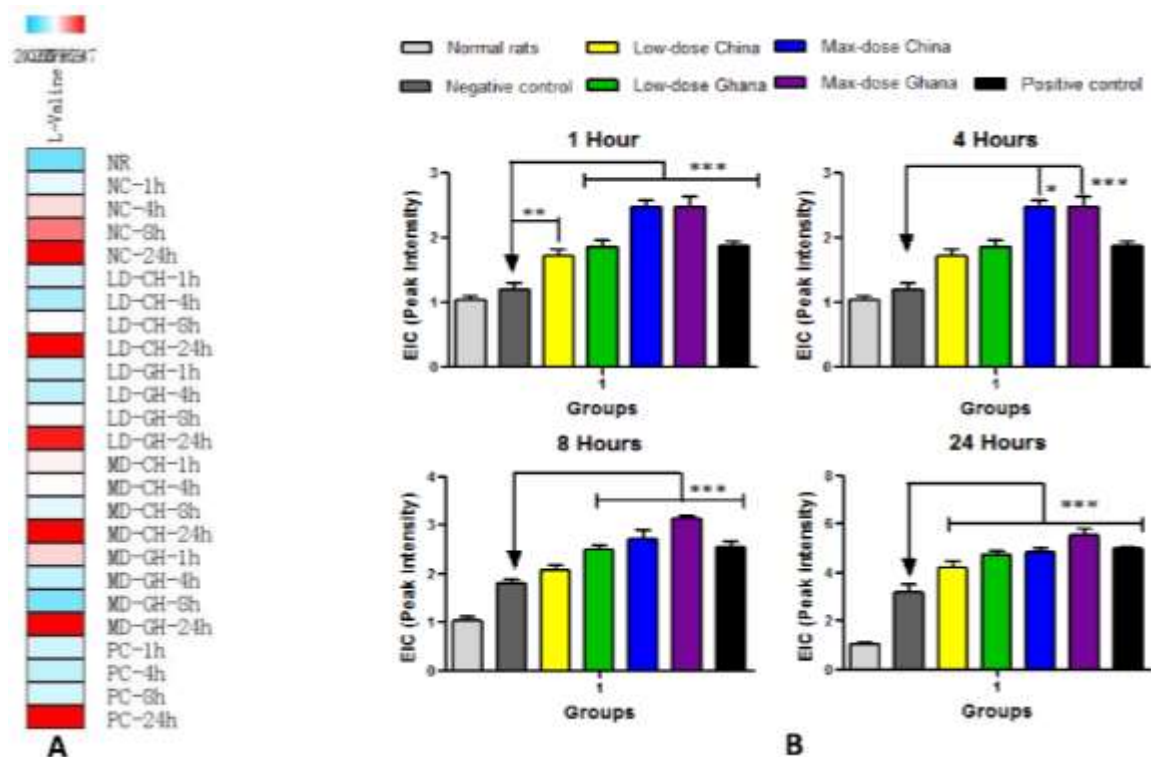 L-Valine
NR
NC-1h
NC-4h
NC-8h
NC-24h
LD-CH-1h
LD-CH-4h
LD-CH-8h
LD-CH-24h
LD-GH-1h
LD-GH-4h
LD-GH-8h
LD-GH-24h
MD-CH-1h
MD-CH-4h
MD-CH-8h
MD-CH-24h
MD-GH-1h
MD-GH-4h
MD-GH-8h
MD-GH-24h
PC-1h
PC-4h
PC-8h
PC-24h
A
Normal rats Low-dose China Max-dose China
Negative control Low-dose Ghana Max-dose Ghana Positive control
1 Hour
EIC (Peak Intensity)
3
2
1
0
**
***
1
Groups
4 Hours
EIC (Peak Intensity)
3
2
1
0
*
***
1
Groups
8 Hours
EIC (Peak Intensity)
4
3
2
1
0
***
1
Groups
24 Hours
EIC (Peak Intensity)
8
6
4
2
0
***
1
Groups
B